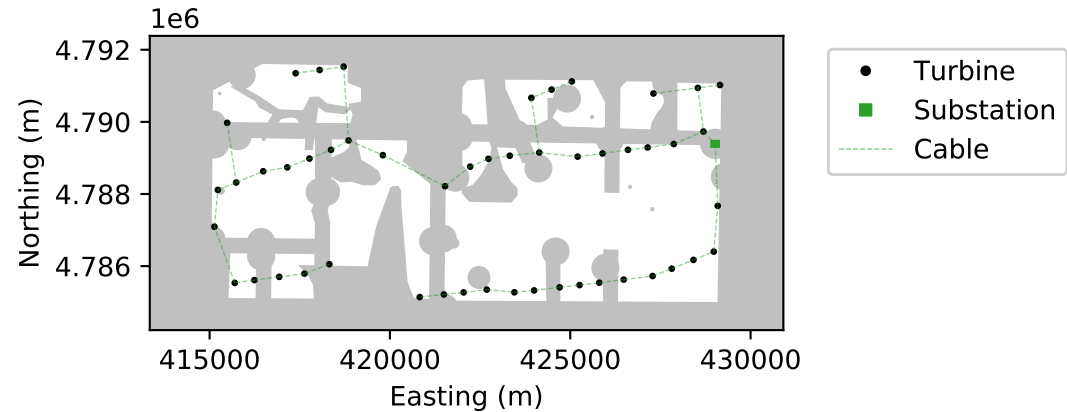 1e6
4.792
4.790
4.788
4.786
Northing (m)
415000
420000
425000
430000
Easting (m)
Turbine
Substation
Cable